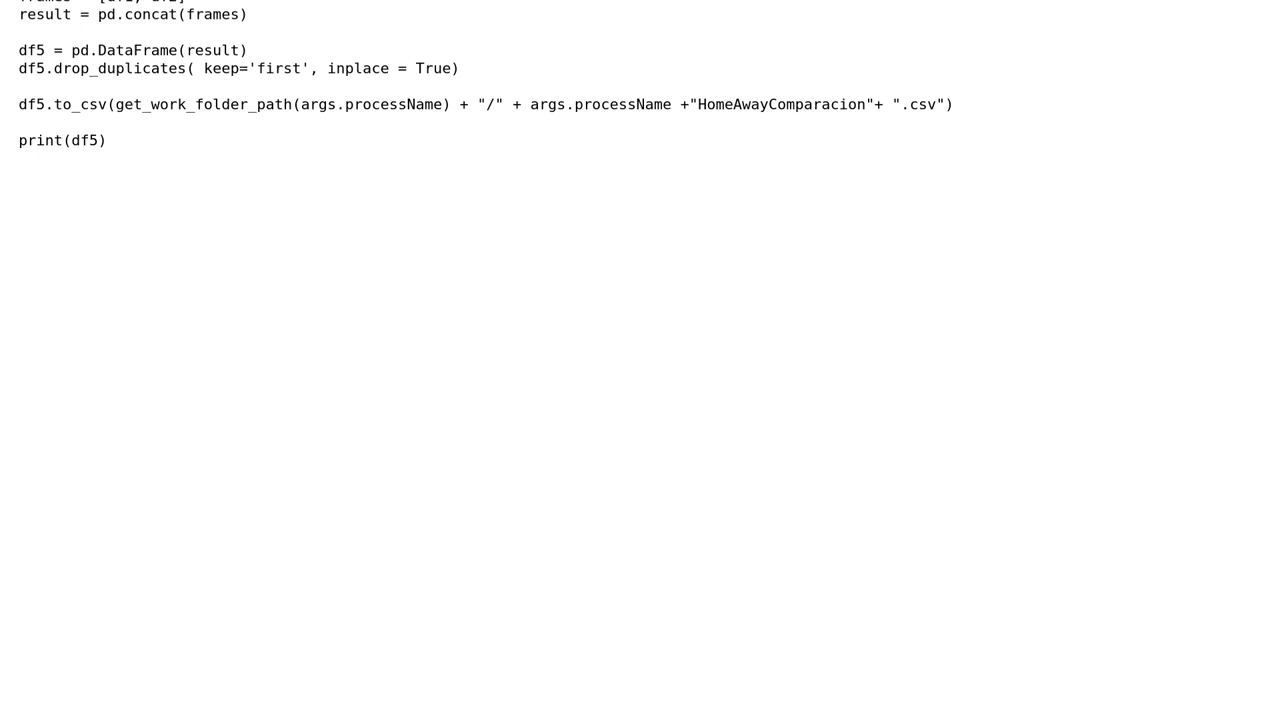 result = pd.concat(frames)
df5 = pd.DataFrame(result)
df5.drop_duplicates( keep='first', inplace = True)
df5.to_csv(get_work_folder_path(args.processName) + "/" + args.processName +"HomeAwayComparacion"+ ".csv")
print(df5)